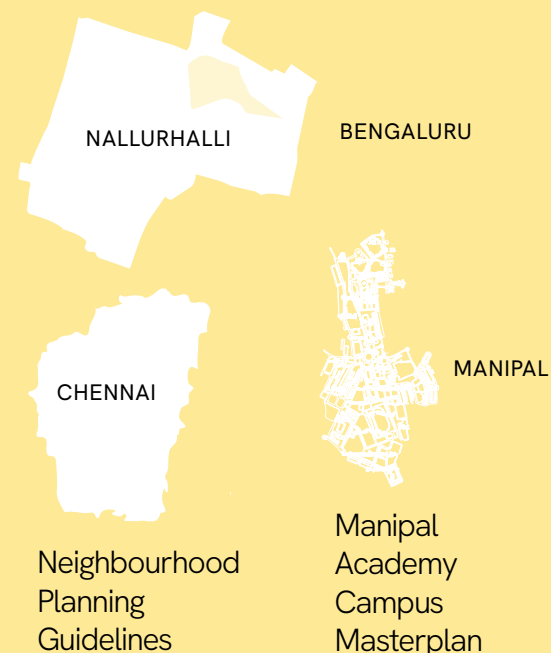 NALLURHALLI
BENGALURU
CHENNAI
MANIPAL
Neighbourhood
Planning
Guidelines
Manipal
Academy
Campus
Masterplan